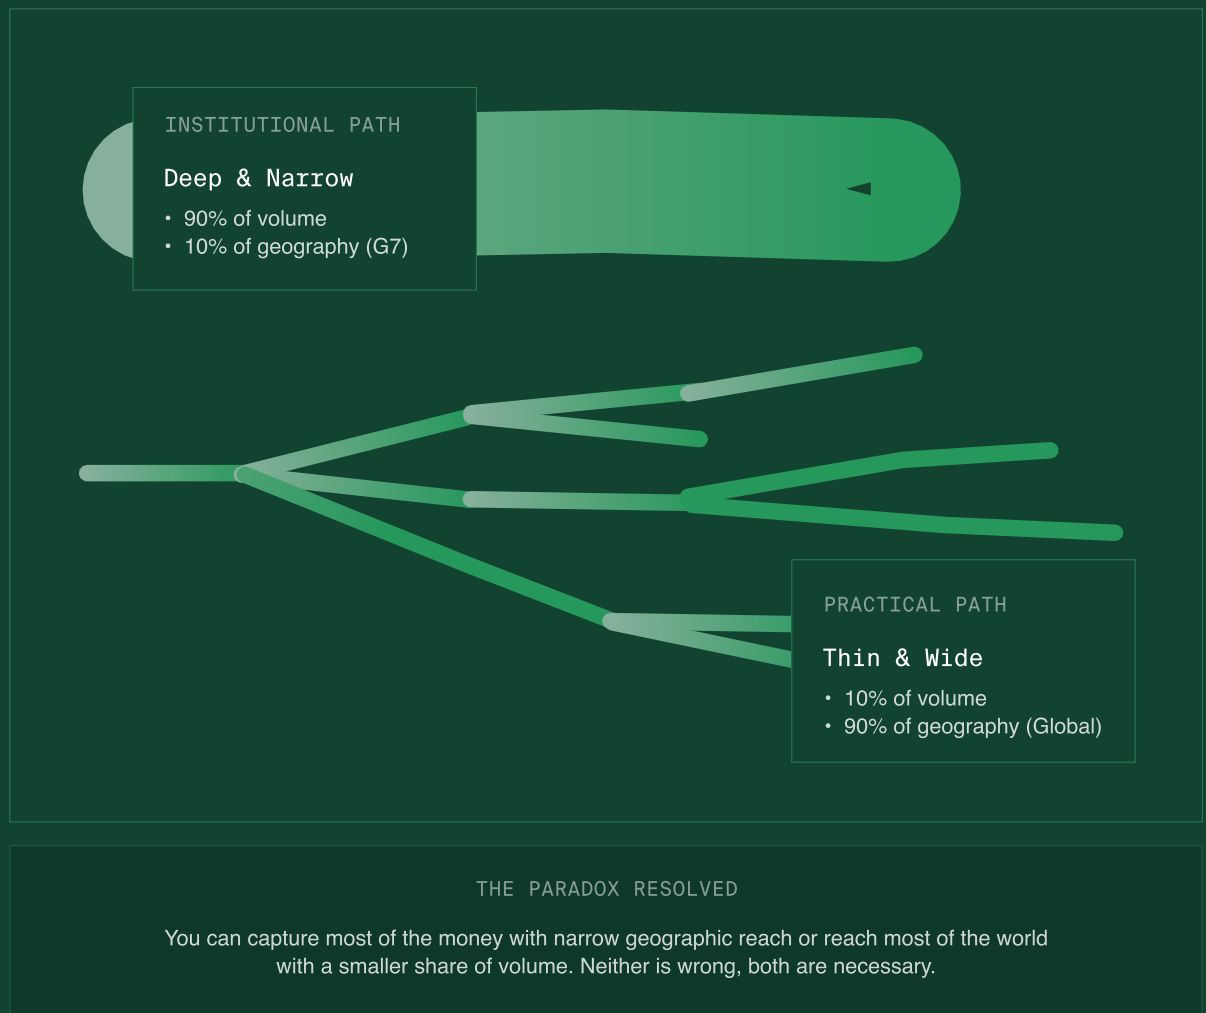 INSTITUTIONAL PATH
Deep & Narrow
• 90% of volume
• 10% of geography (G7)
PRACTICAL PATH
Thin & Wide
• 10% of volume
• 90% of geography (Global)
THE PARADOX RESOLVED
You can capture most of the money with narrow geographic reach or reach most of the world
with a smaller share of volume. Neither is wrong, both are necessary.